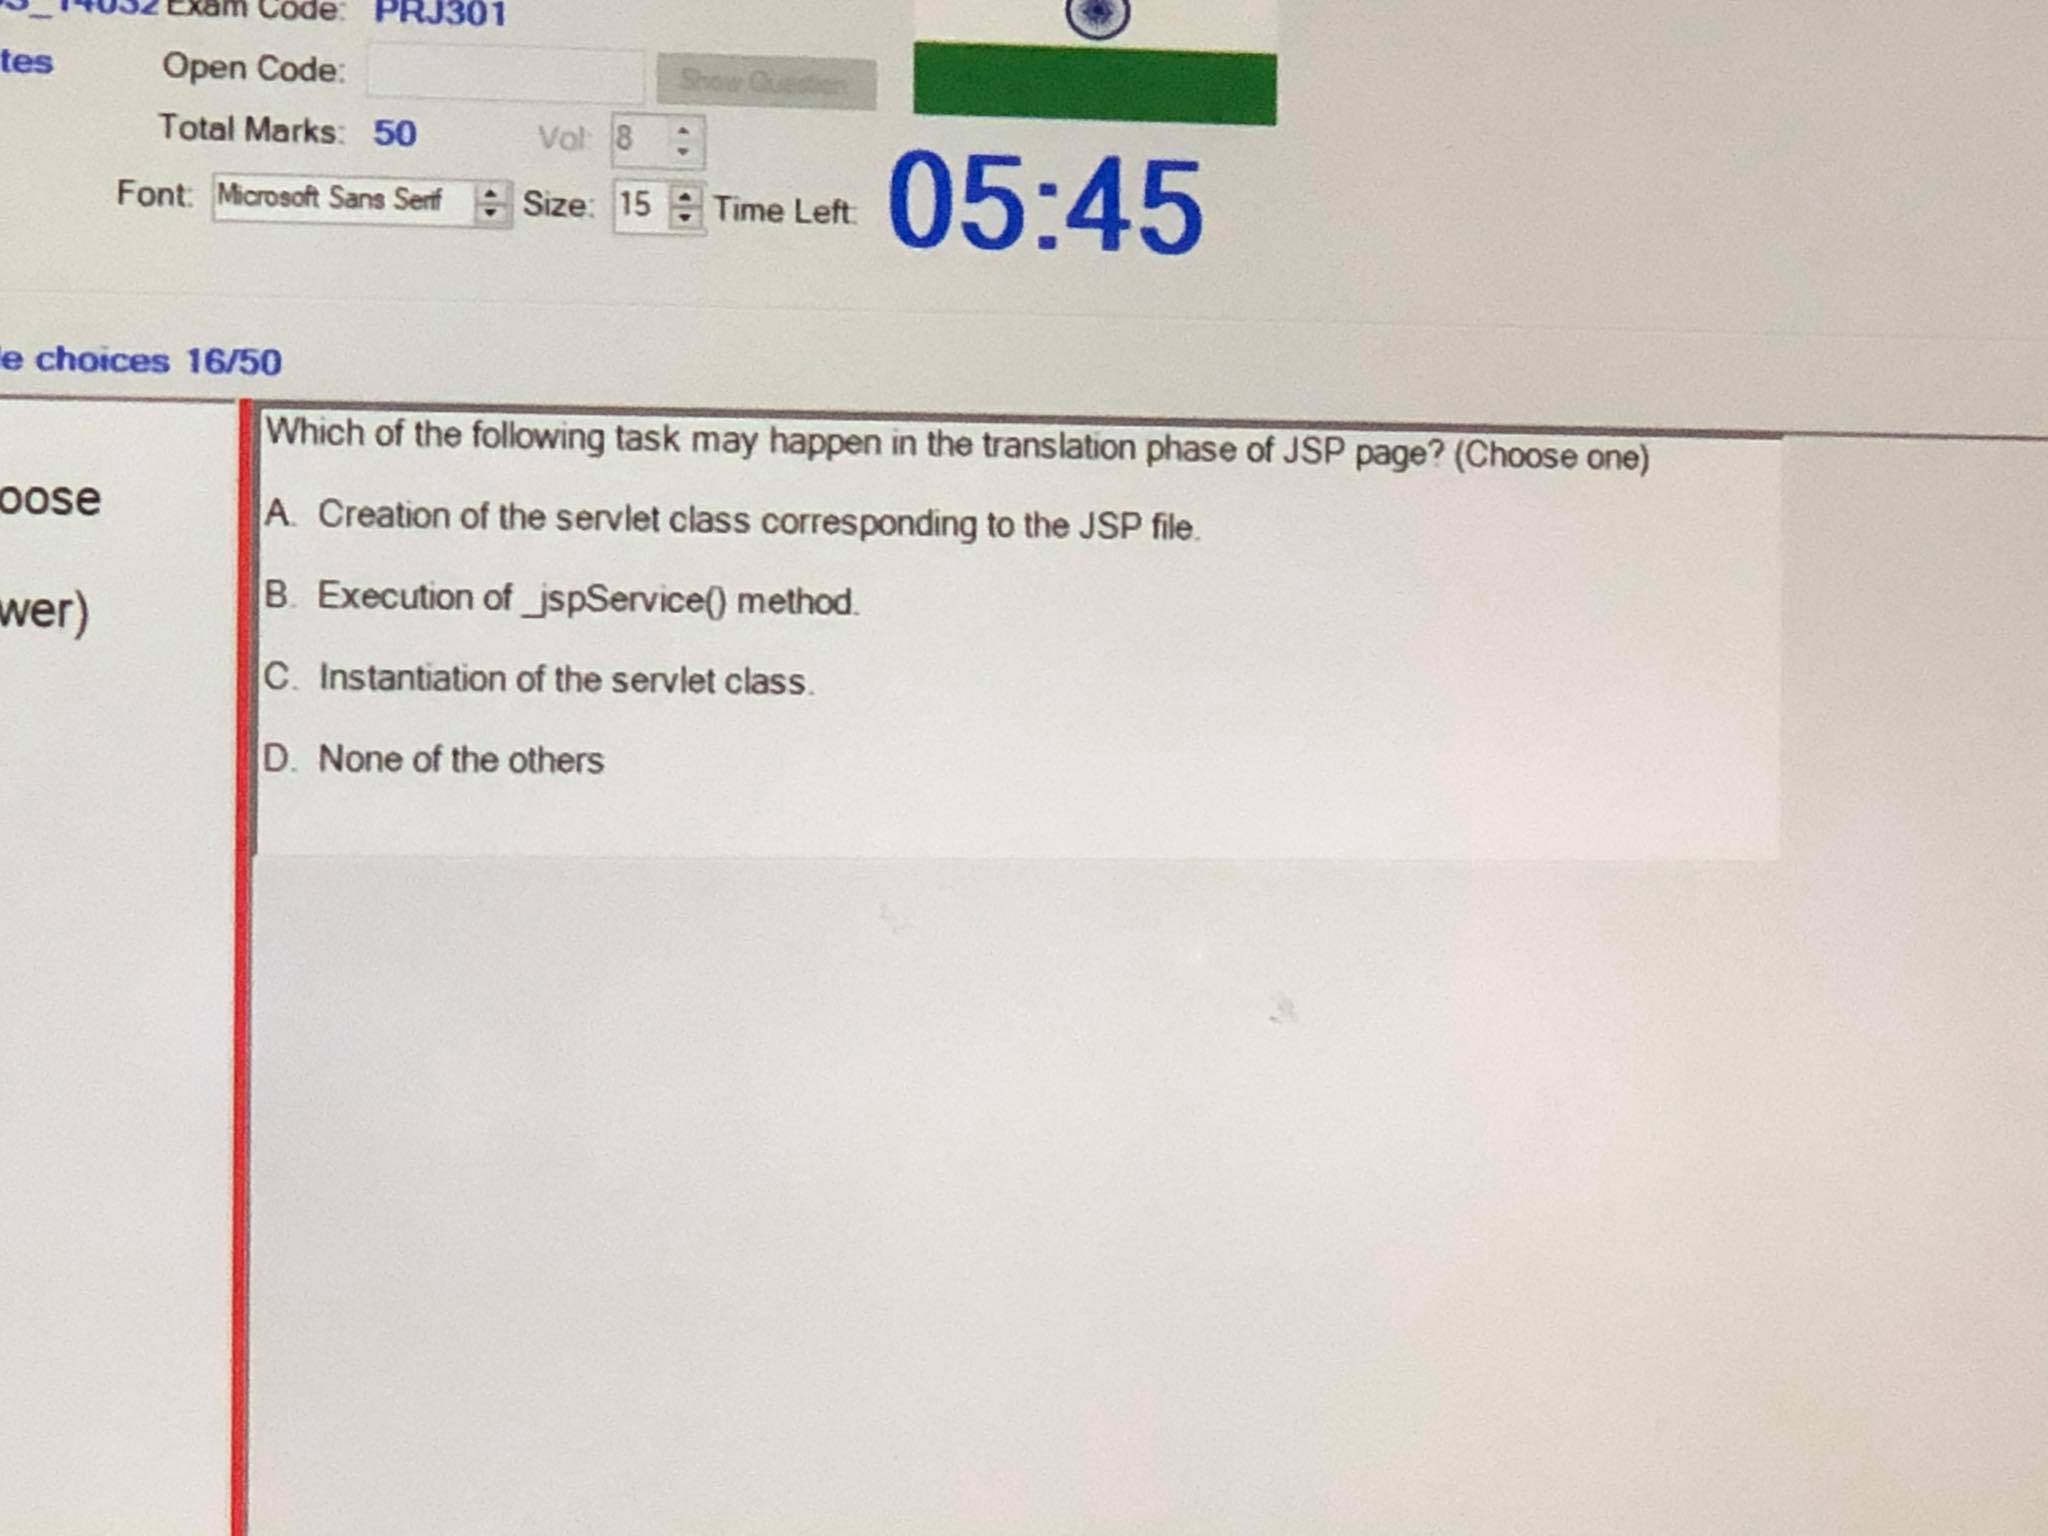 Exam Code: PRJ301
tes Open Code: Show Question
Total Marks: 50 Vol: 8
Font: Microsoft Sans Serif Size: 15 Time Left: 05:45
e choices 16/50
Which of the following task may happen in the translation phase of JSP page? (Choose one)
oose
A. Creation of the servlet class corresponding to the JSP file.
wer)
B. Execution of _jspService() method.
C. Instantiation of the servlet class.
D. None of the others